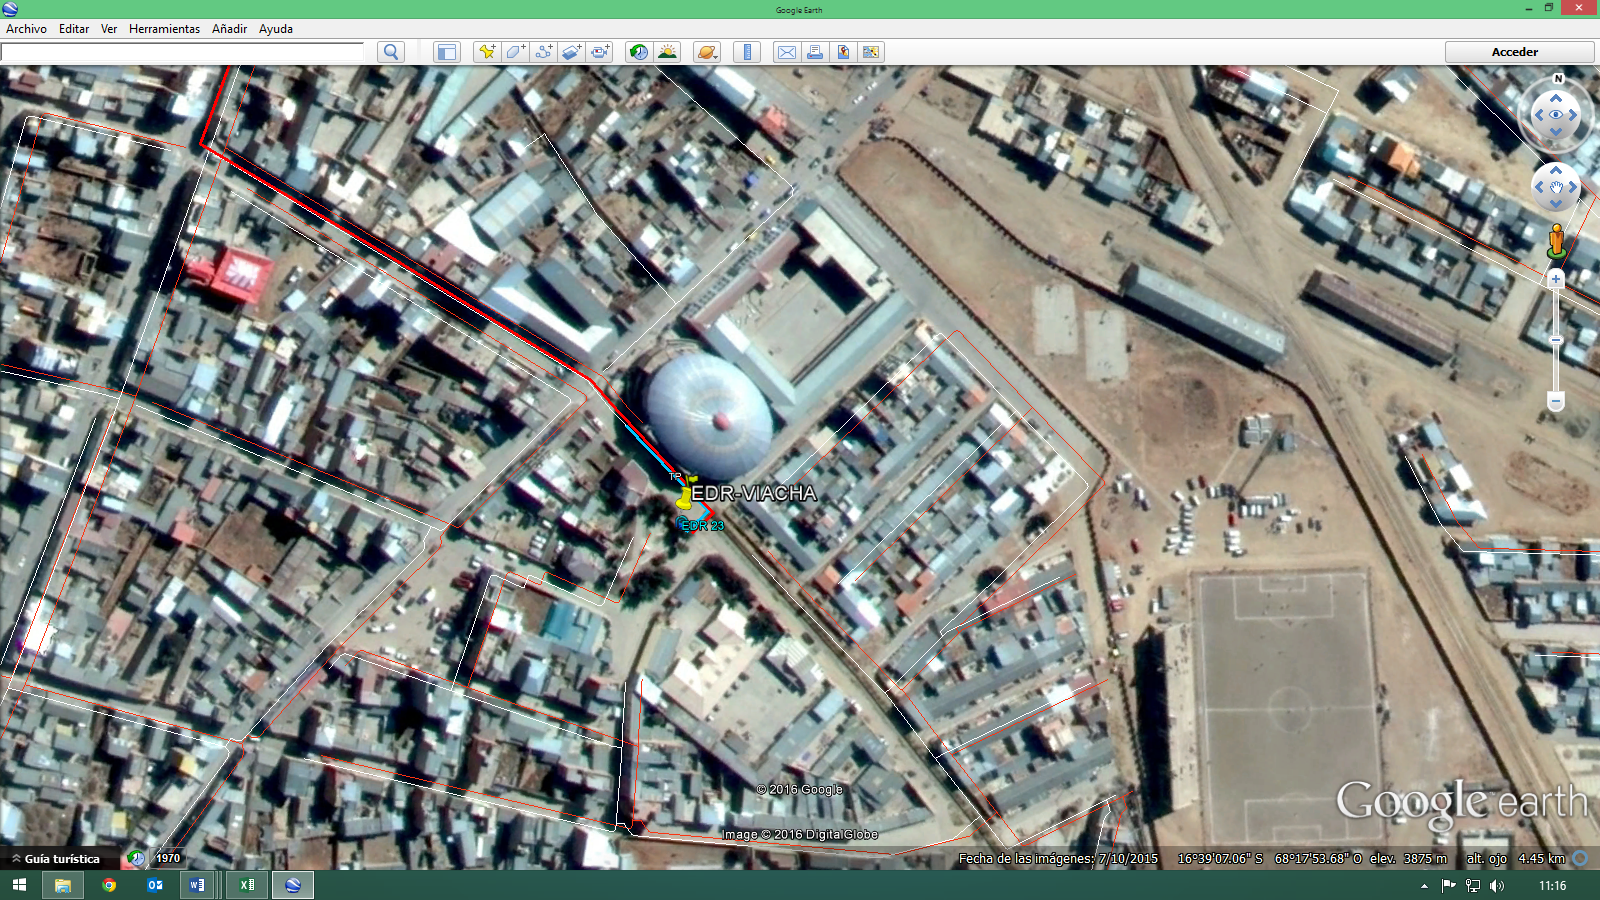 Google Earth
Archivo Editar Ver Herramientas Añadir Ayuda
Acceder
N
TP
EDR-VIACHA
EDR 23
© 2016 Google
Image © 2016 DigitalGlobe
Google earth
Guía turística
1970
Fecha de las imágenes: 7/10/2015 16°39'07.06" S 68°17'53.68" O elev. 3875 m alt. ojo 4.45 km
11:16